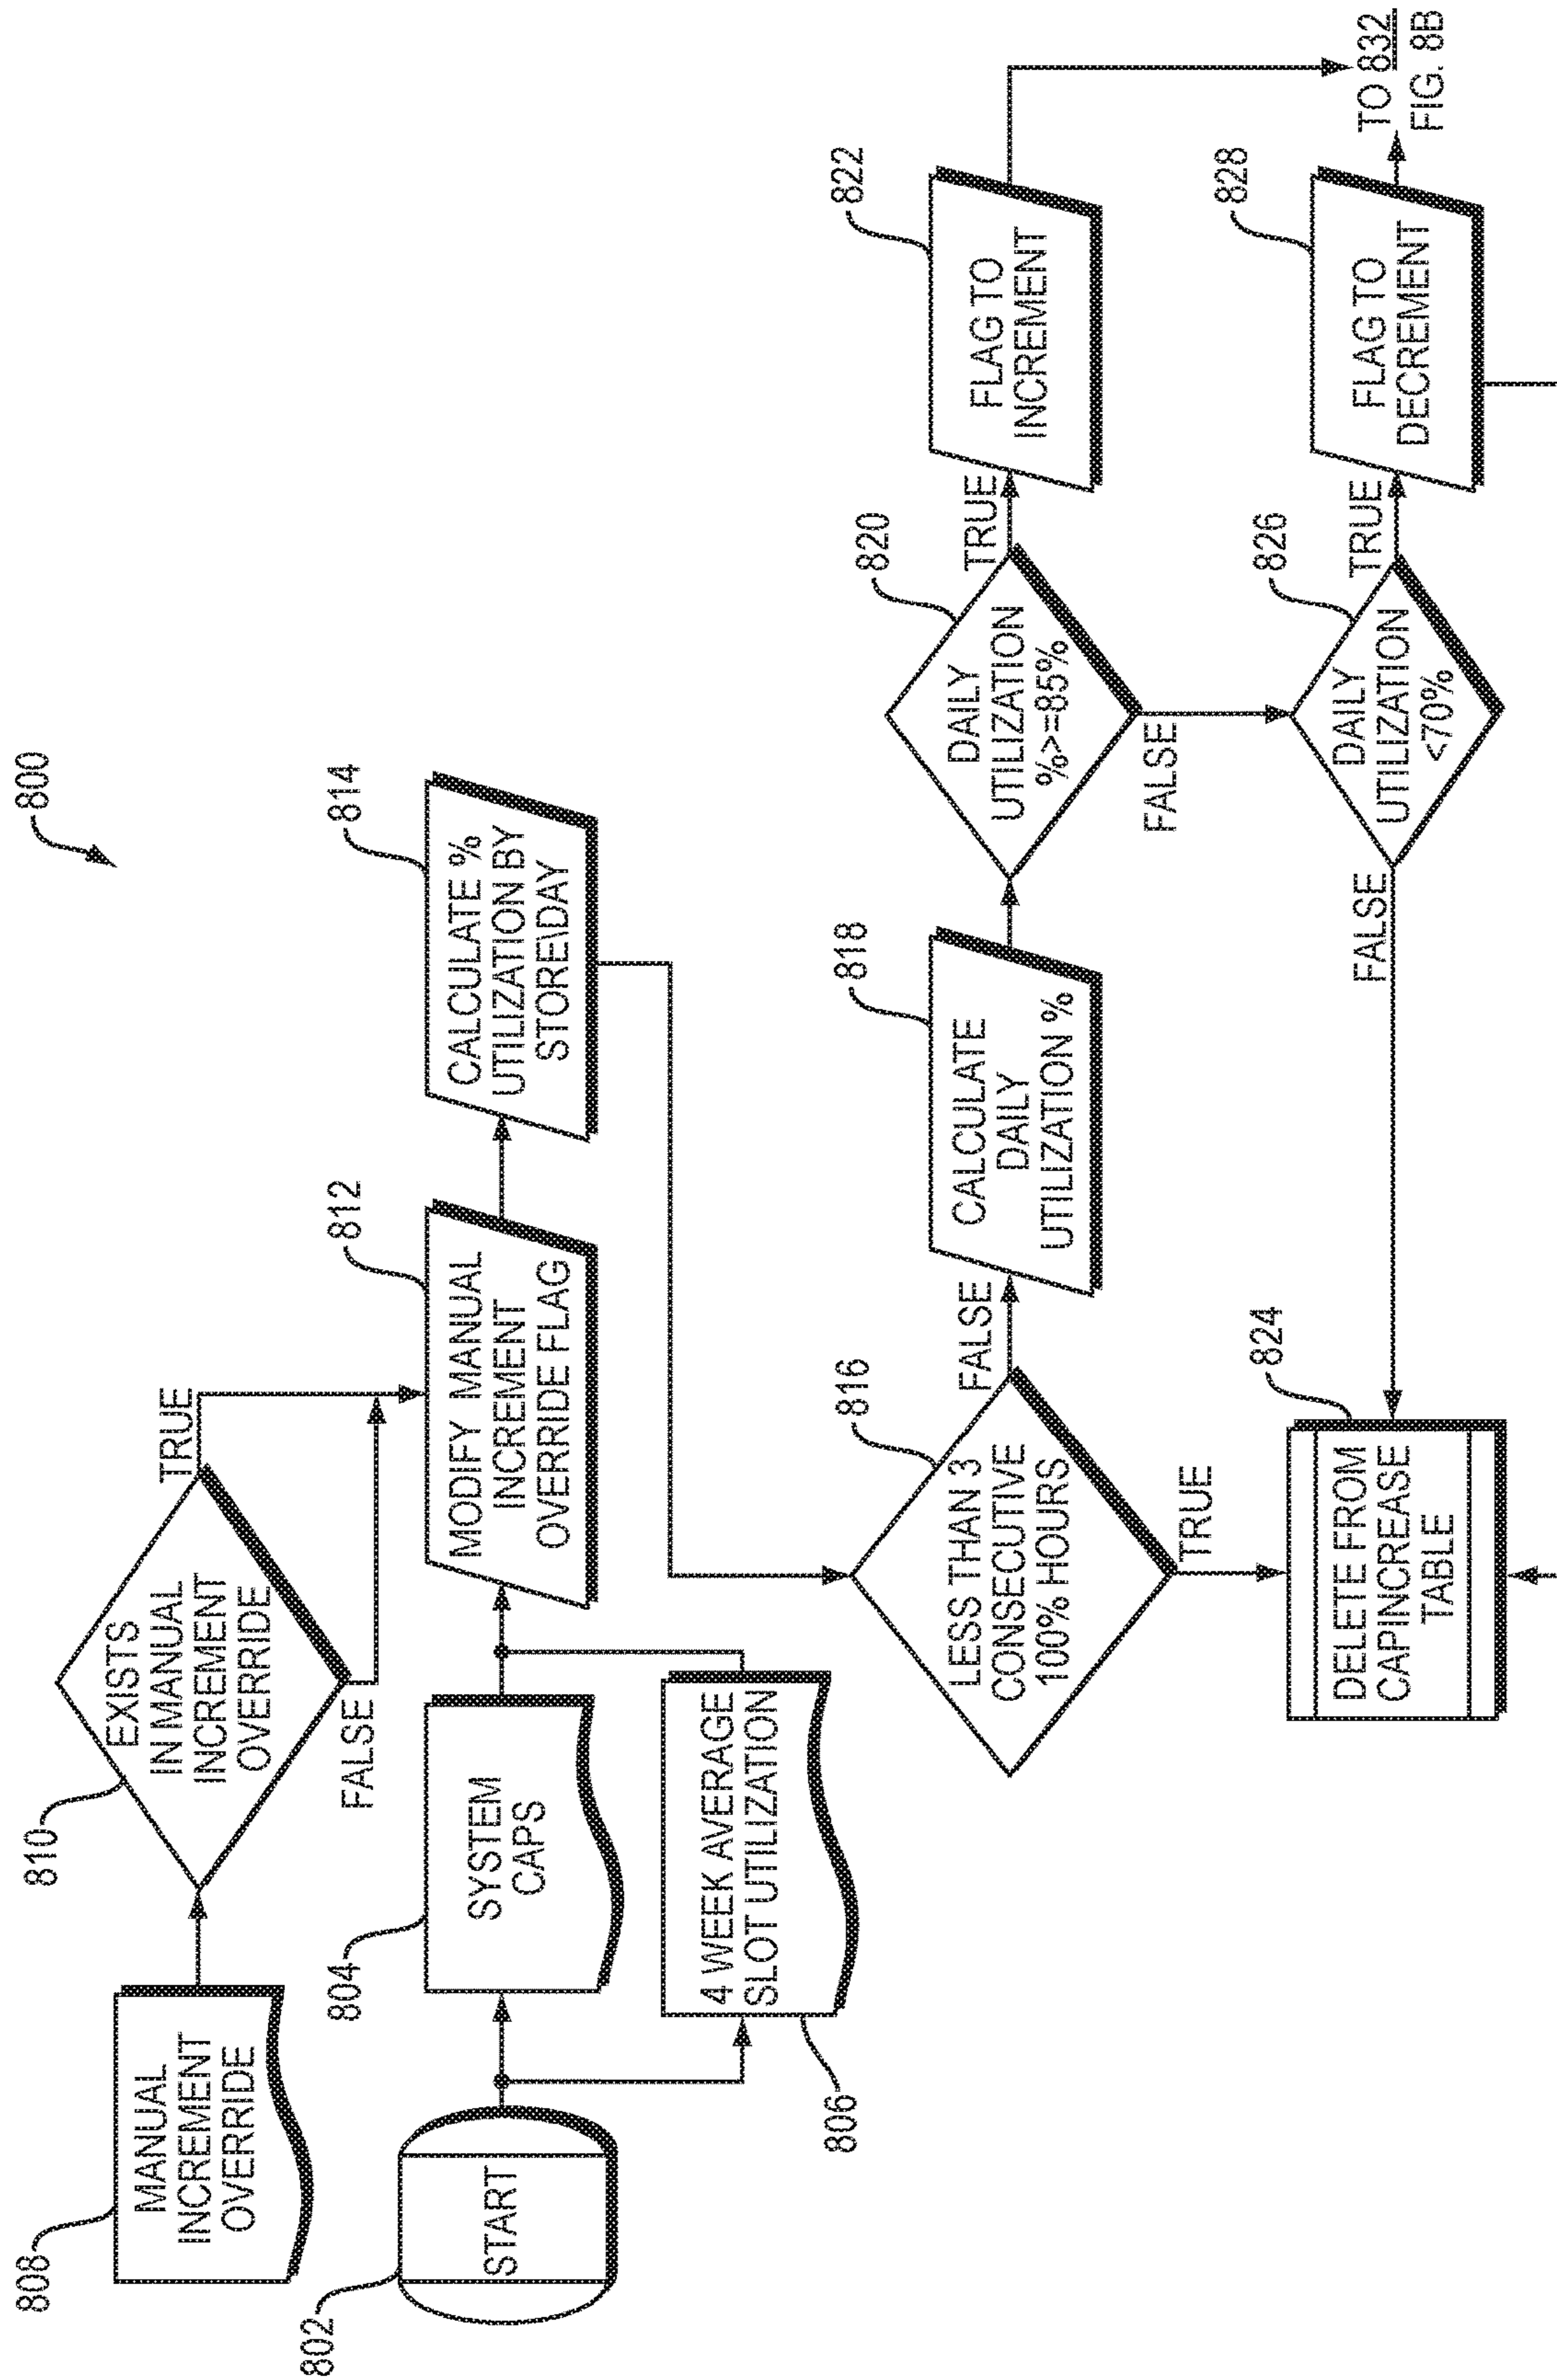 800
808
MANUAL
INCREMENT
OVERRIDE
810
EXISTS
IN MANUAL
INCREMENT
OVERRIDE
TRUE
FALSE
802
START
804
SYSTEM
CAPS
806
4 WEEK AVERAGE
SLOT UTILIZATION
812
MODIFY MANUAL
INCREMENT
OVERRIDE FLAG
814
CALCULATE %
UTILIZATION BY
STORE\DAY
816
LESS THAN 3
CONSECUTIVE
100% HOURS
FALSE
TRUE
818
CALCULATE
DAILY
UTILIZATION %
820
DAILY
UTILIZATION
%>=85%
TRUE
FALSE
822
FLAG TO
INCREMENT
824
DELETE FROM
CAPINCREASE
TABLE
FALSE
826
DAILY
UTILIZATION
<70%
TRUE
828
FLAG TO
DECREMENT
TO 832
FIG. 8B